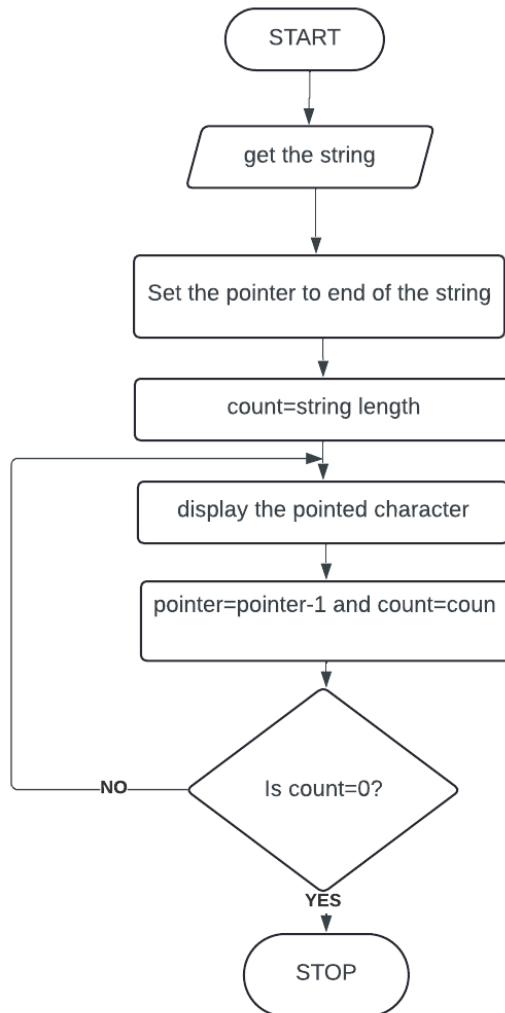 START
get the string
Set the pointer to end of the string
count=string length
display the pointed character
pointer=pointer-1 and count=coun
Is count=0?
NO
YES
STOP